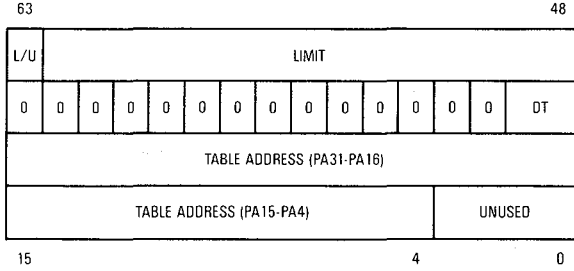 63 48
L/U LIMIT
0 0 0 0 0 0 0 0 0 0 0 0 0 0 DT
TABLE ADDRESS (PA31-PA16)
TABLE ADDRESS (PA15-PA4) UNUSED
15 4 0